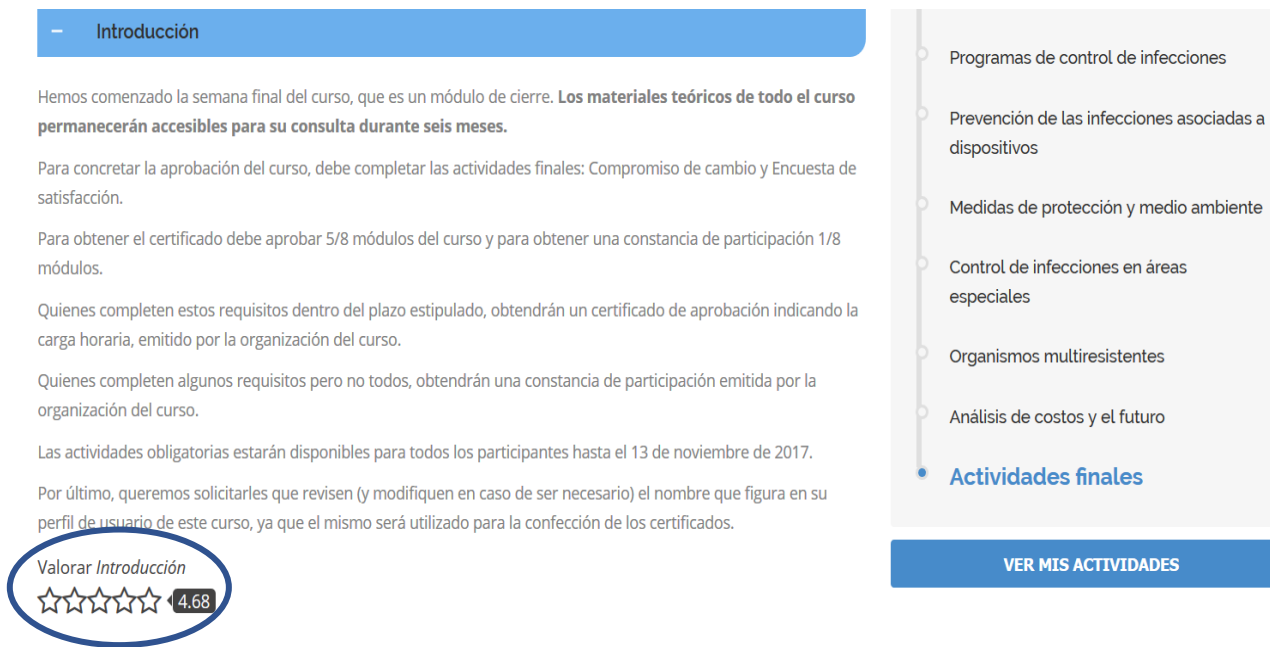 − Introducción
Hemos comenzado la semana final del curso, que es un módulo de cierre. Los materiales teóricos de todo el curso
permanecerán accesibles para su consulta durante seis meses.
Para concretar la aprobación del curso, debe completar las actividades finales: Compromiso de cambio y Encuesta de
satisfacción.
Para obtener el certificado debe aprobar 5/8 módulos del curso y para obtener una constancia de participación 1/8
módulos.
Quienes completen estos requisitos dentro del plazo estipulado, obtendrán un certificado de aprobación indicando la
carga horaria, emitido por la organización del curso.
Quienes completen algunos requisitos pero no todos, obtendrán una constancia de participación emitida por la
organización del curso.
Las actividades obligatorias estarán disponibles para todos los participantes hasta el 13 de noviembre de 2017.
Por último, queremos solicitarles que revisen (y modifiquen en caso de ser necesario) el nombre que figura en su
perfil de usuario de este curso, ya que el mismo será utilizado para la confección de los certificados.
Valorar Introducción
4.68
Programas de control de infecciones
Prevención de las infecciones asociadas a
dispositivos
Medidas de protección y medio ambiente
Control de infecciones en áreas
especiales
Organismos multiresistentes
Análisis de costos y el futuro
Actividades finales
VER MIS ACTIVIDADES